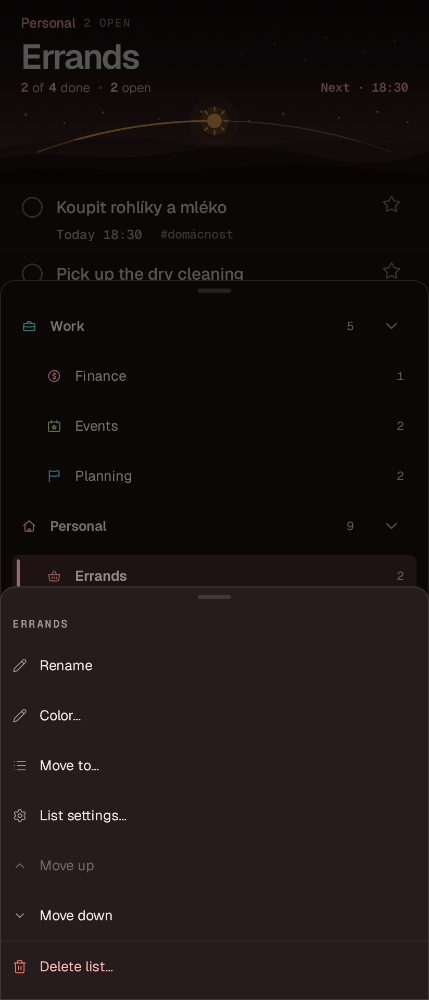 Personal 2 OPEN
Errands
2 of 4 done · 2 open
Next · 18:30
Koupit rohlíky a mléko
Today 18:30 #domácnost
Pick up the dry cleaning
Work 5
Finance 1
Events 2
Planning 2
Personal 9
Errands 2
ERRANDS
Rename
Color…
Move to…
List settings…
Move up
Move down
Delete list…